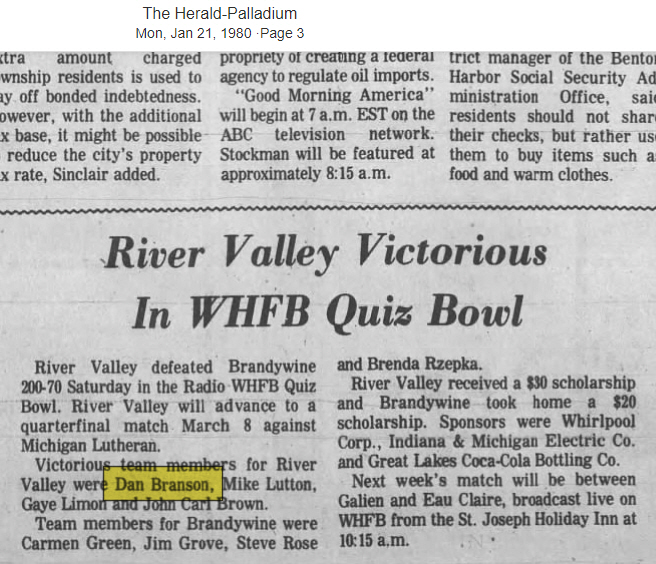 The Herald-Palladium
Mon, Jan 21, 1980 · Page 3
xtra amount charged
wnship residents is used to
ay off bonded indebtedness.
owever, with the additional
x base, it might be possible
reduce the city's property
x rate, Sinclair added.
propriety of creating a federal
agency to regulate oil imports.
"Good Morning America"
will begin at 7 a.m. EST on the
ABC television network.
Stockman will be featured at
approximately 8:15 a.m.
trict manager of the Bento
Harbor Social Security Ad
ministration Office, said
residents should not shar
their checks, but rather us
them to buy items such a
food and warm clothes.
River Valley Victorious
In WHFB Quiz Bowl
River Valley defeated Brandywine
200-70 Saturday in the Radio WHFB Quiz
Bowl. River Valley will advance to a
quarterfinal match March 8 against
Michigan Lutheran.
Victorious team members for River
Valley were Dan Branson, Mike Lutton,
Gaye Limon and John Carl Brown.
Team members for Brandywine were
Carmen Green, Jim Grove, Steve Rose
and Brenda Rzepka.
River Valley received a $30 scholarship
and Brandywine took home a $20
scholarship. Sponsors were Whirlpool
Corp., Indiana & Michigan Electric Co.
and Great Lakes Coca-Cola Bottling Co.
Next week's match will be between
Galien and Eau Claire, broadcast live on
WHFB from the St. Joseph Holiday Inn at
10:15 a.m.